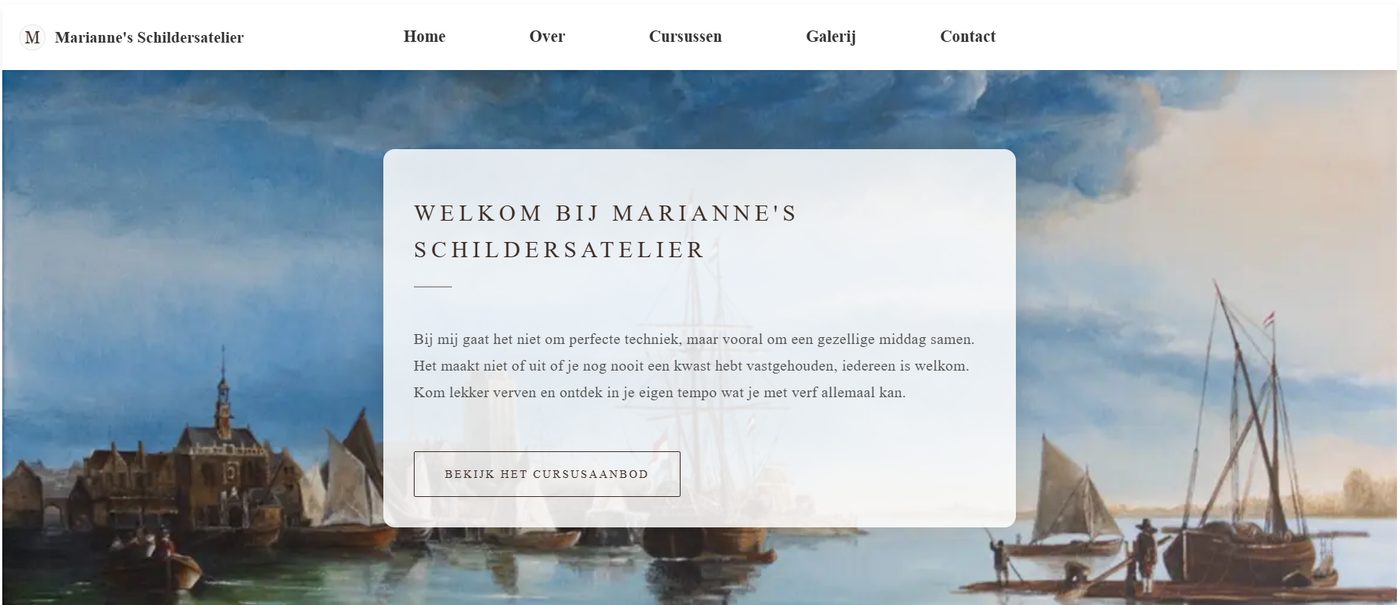 M Marianne's Schildersatelier Home Over Cursussen Galerij Contact
WELKOM BIJ MARIANNE'S
SCHILDERSATELIER
Bij mij gaat het niet om perfecte techniek, maar vooral om een gezellige middag samen.
Het maakt niet of uit of je nog nooit een kwast hebt vastgehouden, iedereen is welkom.
Kom lekker verven en ontdek in je eigen tempo wat je met verf allemaal kan.
BEKIJK HET CURSUSAANBOD